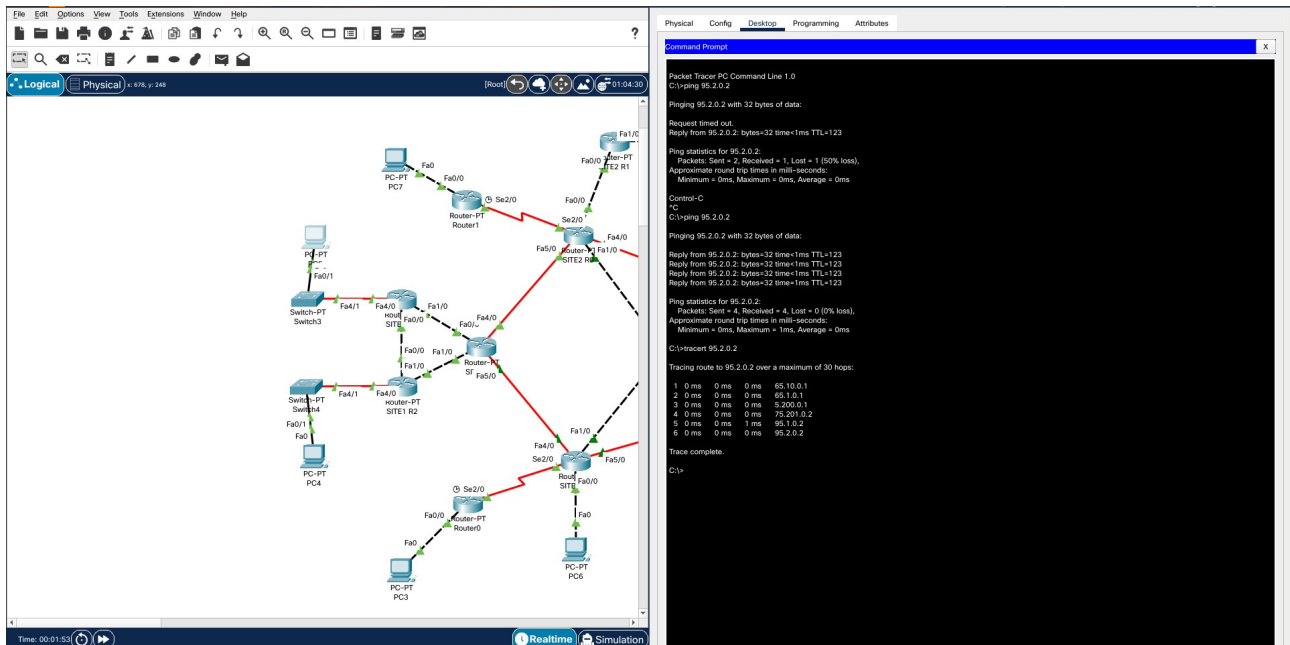 File Edit Options View Tools Extensions Window Help
?
Logical Physical x: 678, y: 248 [Root] 01:04:30
Fa1/0
Fa0/0
TE2 R1
PC-PT
PC7
Fa0
Fa0/0
Router-PT
Router1
Se2/0
Fa0/0
Se2/0
Fa4/0
Fa5/0
Fa1/0
SITE2
Fa0/1
Switch-PT
Switch3
Fa4/1
Fa4/0
Fa1/0
Fa0/0
Fa4/0
Fa0/0
Fa1/0
Fa1/0
Router-PT
Fa5/0
Switch-PT
Switch4
Fa4/1
Fa4/0
Router-PT
SITE1 R2
Fa0/1
Fa0
PC-PT
PC4
Fa1/0
Fa4/0
Se2/0
Fa5/0
Fa0/0
Se2/0
Fa0/0
Router-PT
Router0
Fa0
Fa0
PC-PT
PC6
PC-PT
PC3
Time: 00:01:53 Realtime Simulation
Physical Config Desktop Programming Attributes
Command Prompt X
Packet Tracer PC Command Line 1.0
C:\>ping 95.2.0.2
Pinging 95.2.0.2 with 32 bytes of data:
Request timed out.
Reply from 95.2.0.2: bytes=32 time<1ms TTL=123
Ping statistics for 95.2.0.2:
Packets: Sent = 2, Received = 1, Lost = 1 (50% loss),
Approximate round trip times in milli-seconds:
Minimum = 0ms, Maximum = 0ms, Average = 0ms
Control-C
^C
C:\>ping 95.2.0.2
Pinging 95.2.0.2 with 32 bytes of data:
Reply from 95.2.0.2: bytes=32 time<1ms TTL=123
Reply from 95.2.0.2: bytes=32 time<1ms TTL=123
Reply from 95.2.0.2: bytes=32 time<1ms TTL=123
Reply from 95.2.0.2: bytes=32 time<1ms TTL=123
Ping statistics for 95.2.0.2:
Packets: Sent = 4, Received = 4, Lost = 0 (0% loss),
Approximate round trip times in milli-seconds:
Minimum = 0ms, Maximum = 1ms, Average = 0ms
C:\>tracert 95.2.0.2
Tracing route to 95.2.0.2 over a maximum of 30 hops:
1 0 ms 0 ms 0 ms 65.10.0.1
2 0 ms 0 ms 0 ms 65.1.0.1
3 0 ms 0 ms 0 ms 5.200.0.1
4 0 ms 0 ms 0 ms 75.201.0.2
5 0 ms 0 ms 1 ms 95.1.0.2
6 0 ms 0 ms 0 ms 95.2.0.2
Trace complete.
C:\>